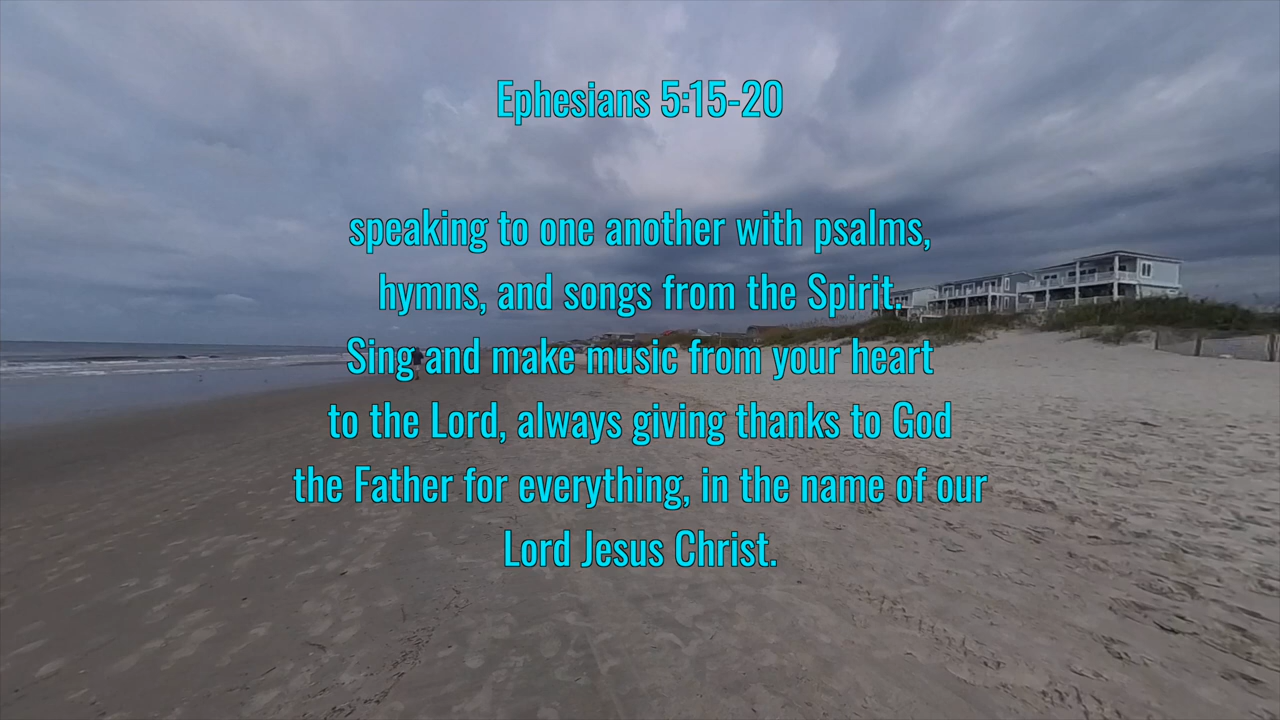 Ephesians 5:15-20
speaking to one another with psalms,
hymns, and songs from the Spirit.
Sing and make music from your heart
to the Lord, always giving thanks to God
the Father for everything, in the name of our
Lord Jesus Christ.